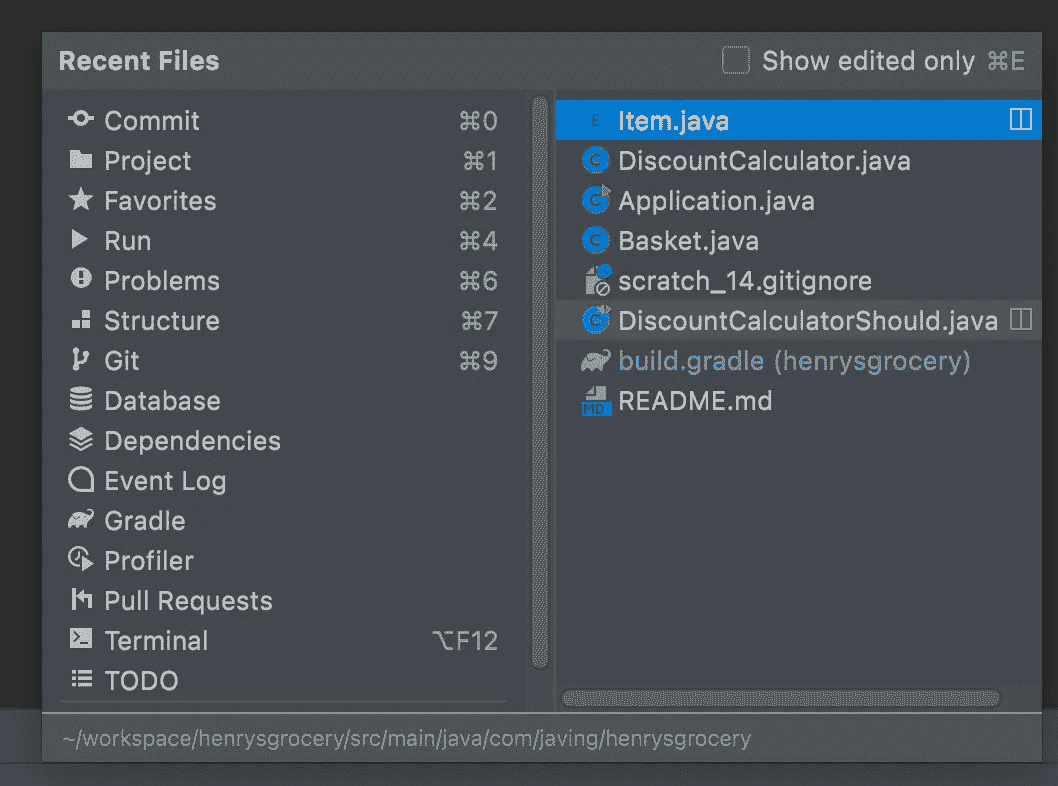 Recent Files
Show edited only ⌘E
Commit ⌘0
Project ⌘1
Favorites ⌘2
Run ⌘4
Problems ⌘6
Structure ⌘7
Git ⌘9
Database
Dependencies
Event Log
Gradle
Profiler
Pull Requests
Terminal ⌥F12
TODO
E Item.java
C DiscountCalculator.java
C Application.java
C Basket.java
scratch_14.gitignore
C DiscountCalculatorShould.java
build.gradle (henrysgrocery)
MD README.md
~/workspace/henrysgrocery/src/main/java/com/javing/henrysgrocery